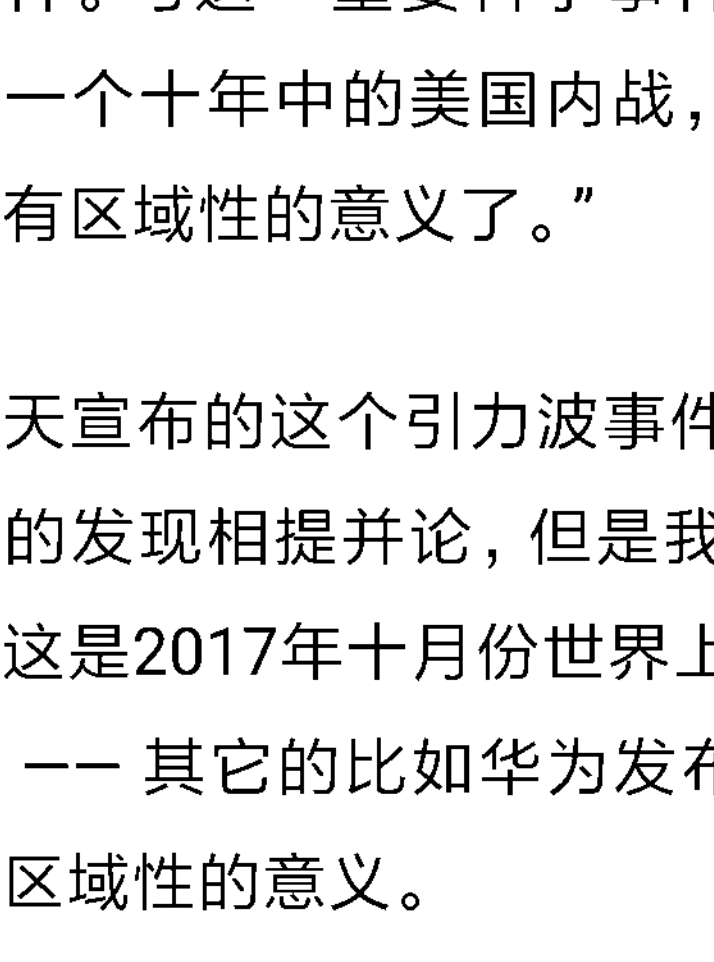 一个十年中的美国内战，
有区域性的意义了。”
天宣布的这个引力波事件
的发现相提并论，但是我
这是2017年十月份世界上
—— 其它的比如华为发布
区域性的意义。